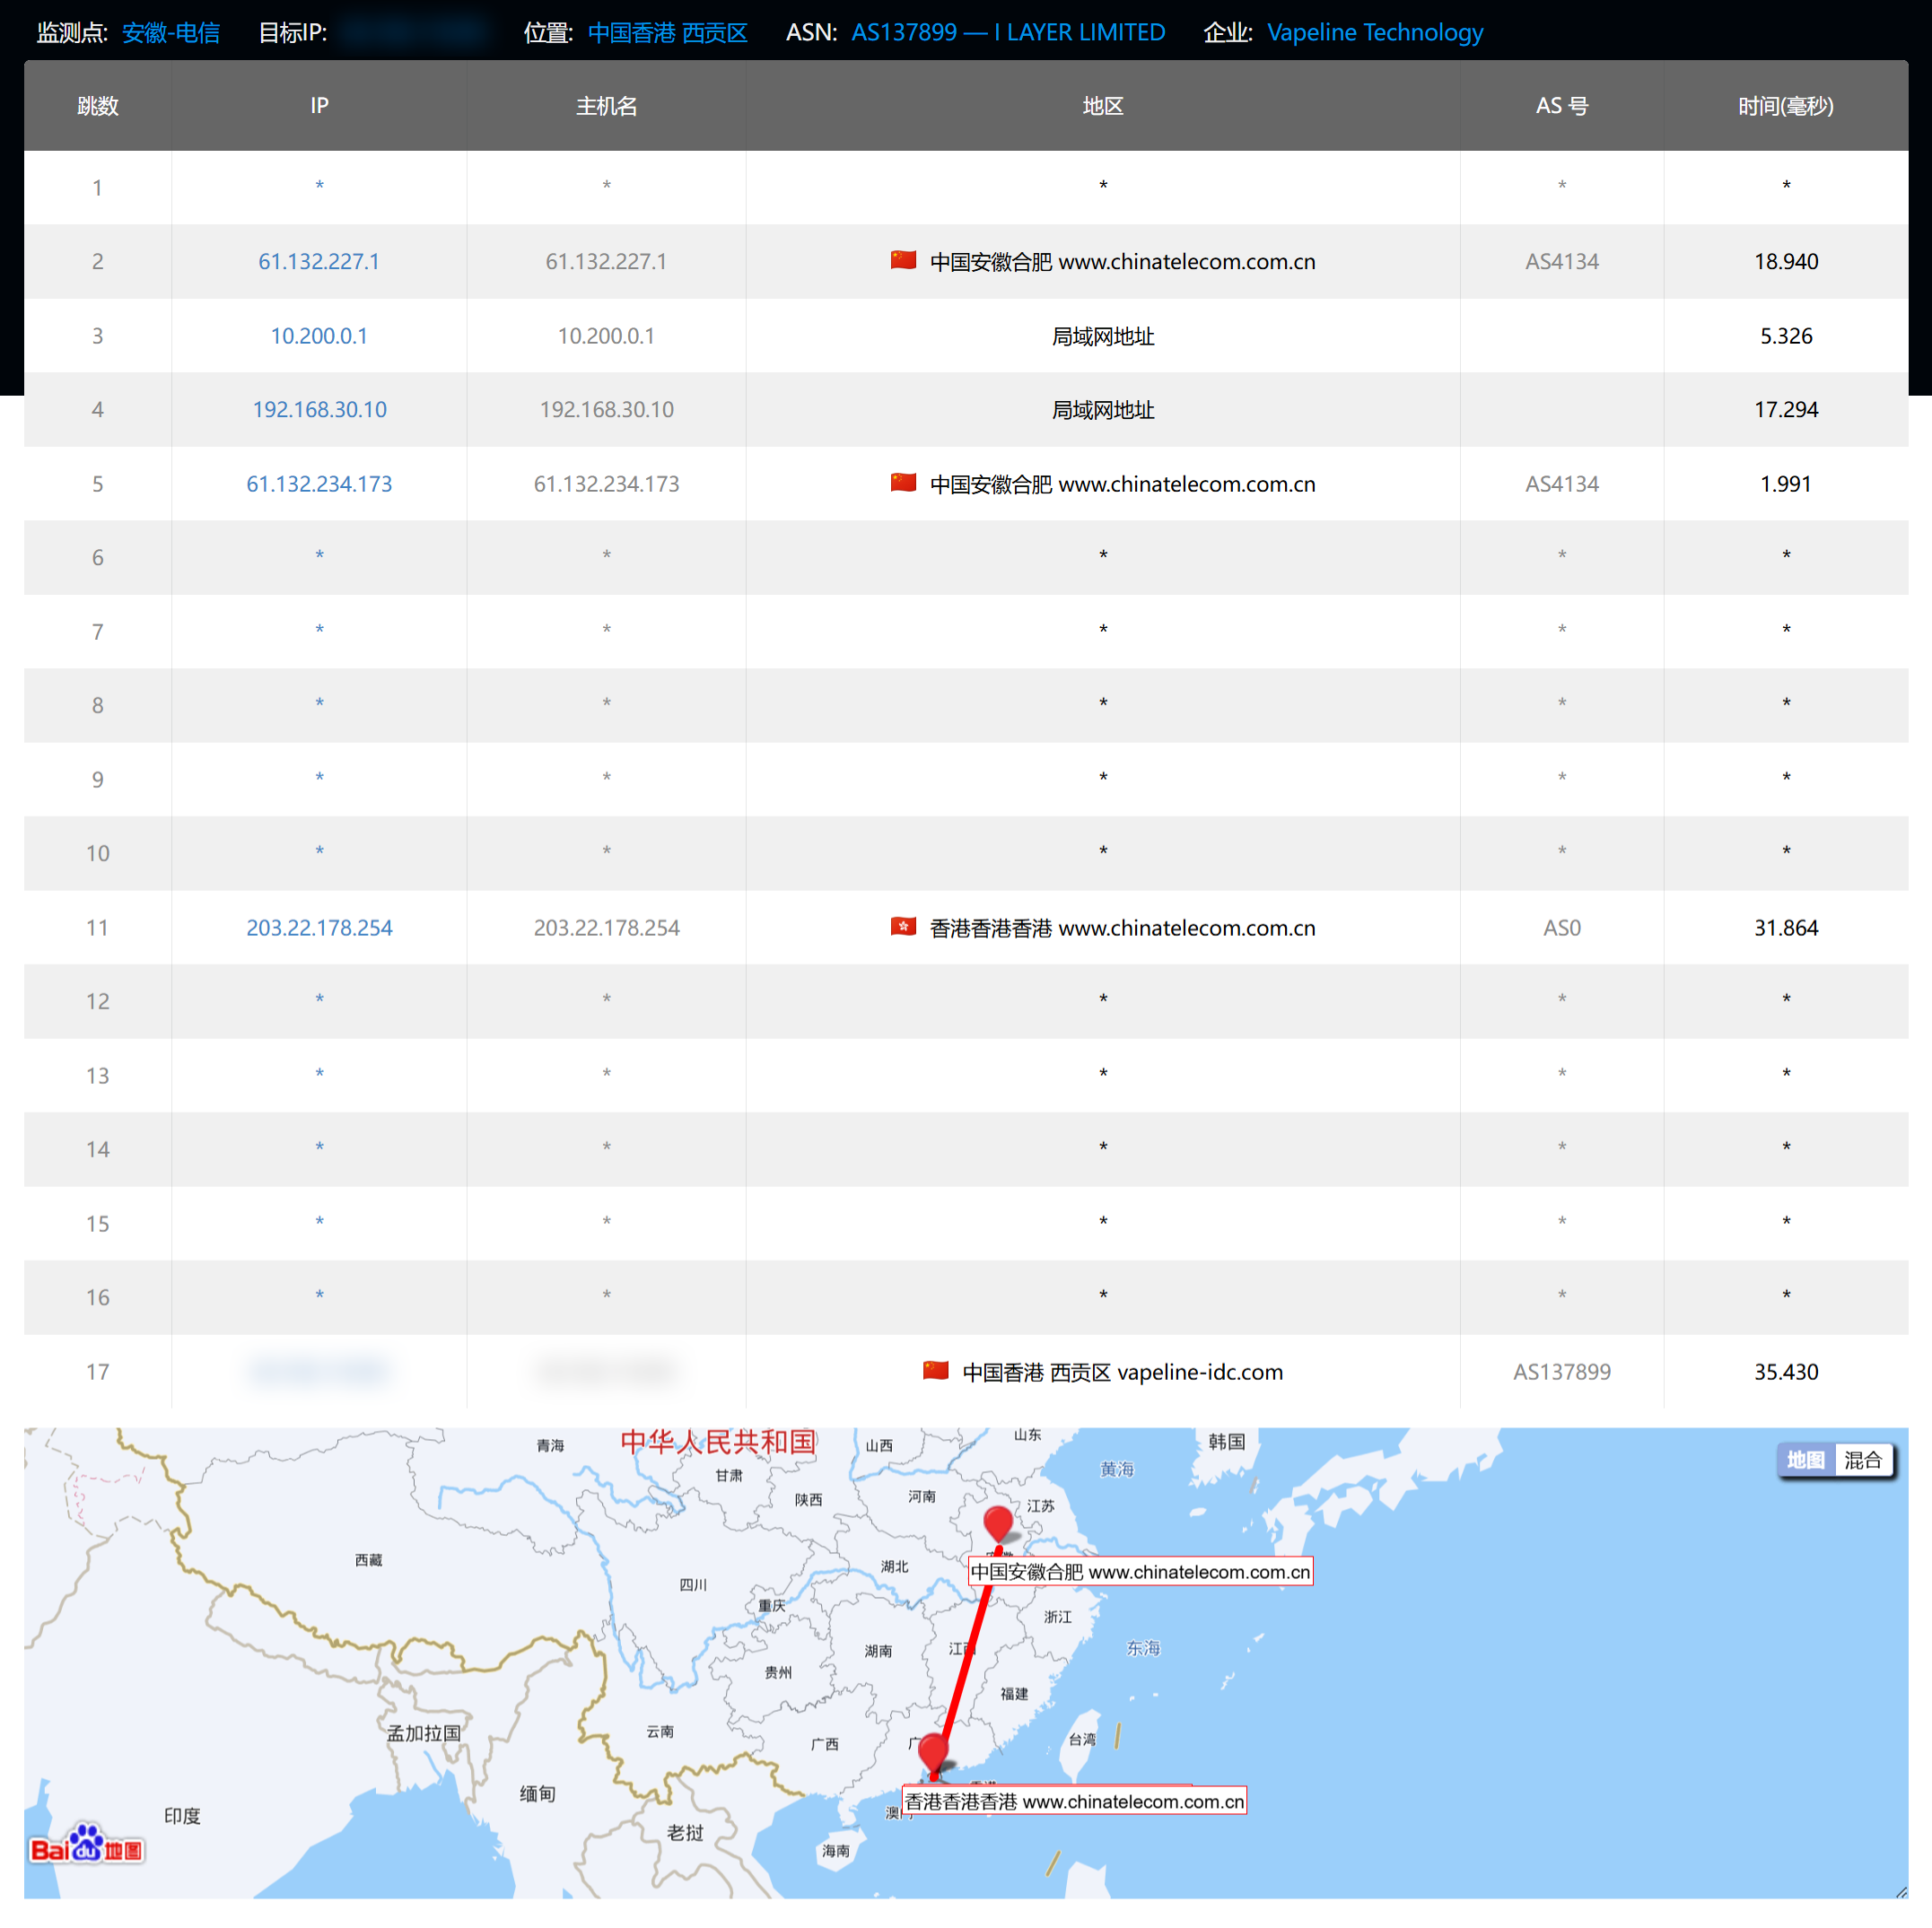 监测点: 安徽-电信 目标IP: 位置: 中国香港 西贡区 ASN: AS137899 — I LAYER LIMITED 企业: Vapeline Technology
跳数 IP 主机名 地区 AS 号 时间(毫秒)
1 * * * * *
2 61.132.227.1 61.132.227.1 中国安徽合肥 www.chinatelecom.com.cn AS4134 18.940
3 10.200.0.1 10.200.0.1 局域网地址 5.326
4 192.168.30.10 192.168.30.10 局域网地址 17.294
5 61.132.234.173 61.132.234.173 中国安徽合肥 www.chinatelecom.com.cn AS4134 1.991
6 * * * * *
7 * * * * *
8 * * * * *
9 * * * * *
10 * * * * *
11 203.22.178.254 203.22.178.254 香港香港香港 www.chinatelecom.com.cn AS0 31.864
12 * * * * *
13 * * * * *
14 * * * * *
15 * * * * *
16 * * * * *
17 中国香港 西贡区 vapeline-idc.com AS137899 35.430
青海 中华人民共和国 山西 山东 韩国
地图 混合
甘肃 黄海
陕西 河南 江苏
西藏 湖北
中国安徽合肥 www.chinatelecom.com.cn
四川
重庆 浙江
湖南 江西 东海
贵州
福建
孟加拉国 云南 广西 台湾
缅甸
香港香港香港 www.chinatelecom.com.cn
印度
老挝
海南
Bai du 地图